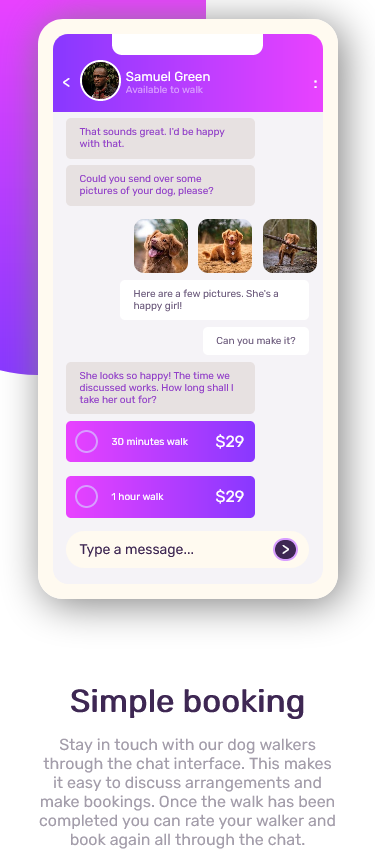 <
Samuel Green
Available to walk
:
That sounds great. I'd be happy
with that.
Could you send over some
pictures of your dog, please?
Here are a few pictures. She's a
happy girl!
Can you make it?
She looks so happy! The time we
discussed works. How long shall I
take her out for?
30 minutes walk $29
1 hour walk $29
Type a message...
>
Simple booking
Stay in touch with our dog walkers
through the chat interface. This makes
it easy to discuss arrangements and
make bookings. Once the walk has been
completed you can rate your walker and
book again all through the chat.